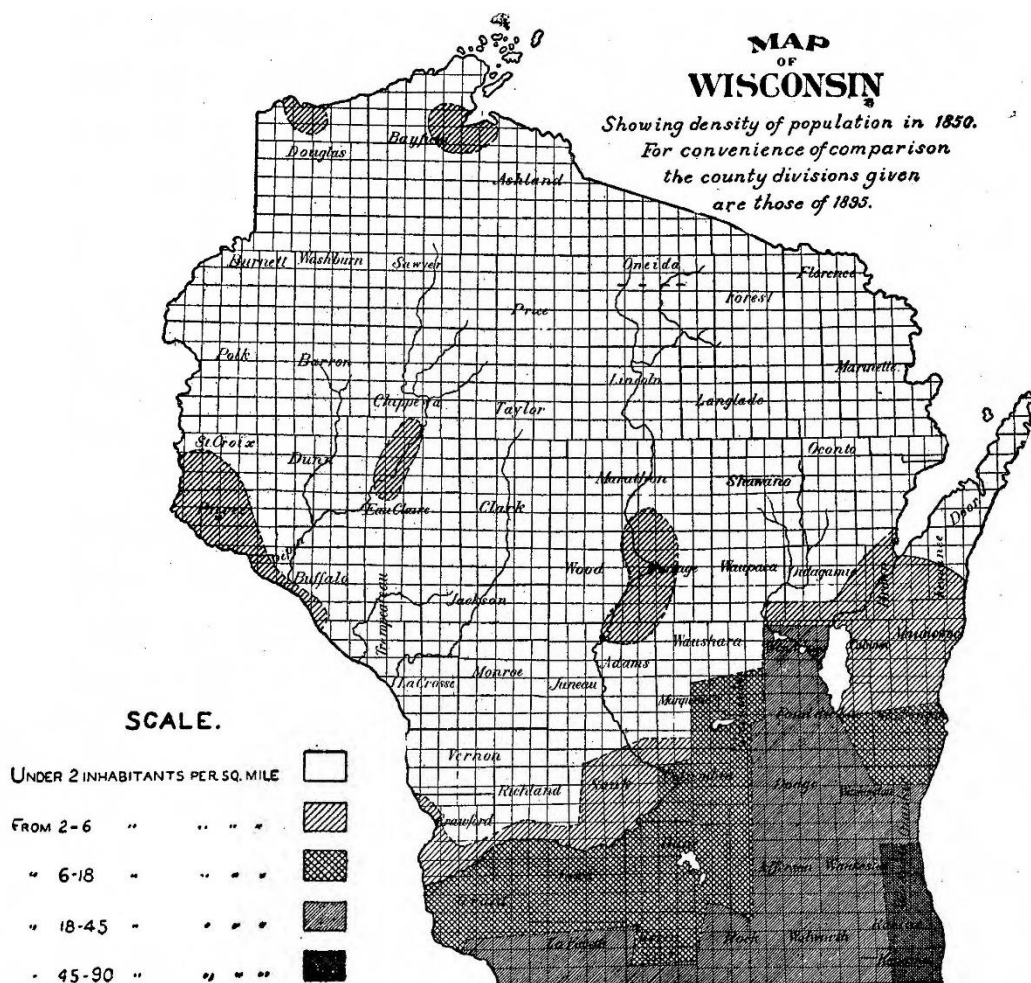 MAP
OF
WISCONSIN
Showing density of population in 1850.
For convenience of comparison
the county divisions given
are those of 1895.
Douglas
Bayfield
Ashland
Burnett
Washburn
Sawyer
Oneida
Florence
Forest
Price
Polk
Barron
Marinette
Lincoln
Chippewa
Taylor
Langlade
St. Croix
Oconto
Dunn
Marathon
Shawano
Pierce
Eau Claire
Clark
Door
Wood
Portage
Waupaca
Outagamie
Buffalo
Jackson
Trempealeau
Waushara
Manitowoc
Adams
Monroe
La Crosse
Juneau
Marquette
Fond du Lac
Vernon
Sauk
Columbia
Dodge
Richland
Crawford
Dane
Iowa
Jefferson
Waukesha
Grant
La Fayette
Rock
Walworth
SCALE.
UNDER 2 INHABITANTS PER SQ. MILE
FROM 2-6 " " " "
" 6-18 " " " "
" 18-45 " " " "
" 45-90 " " " "